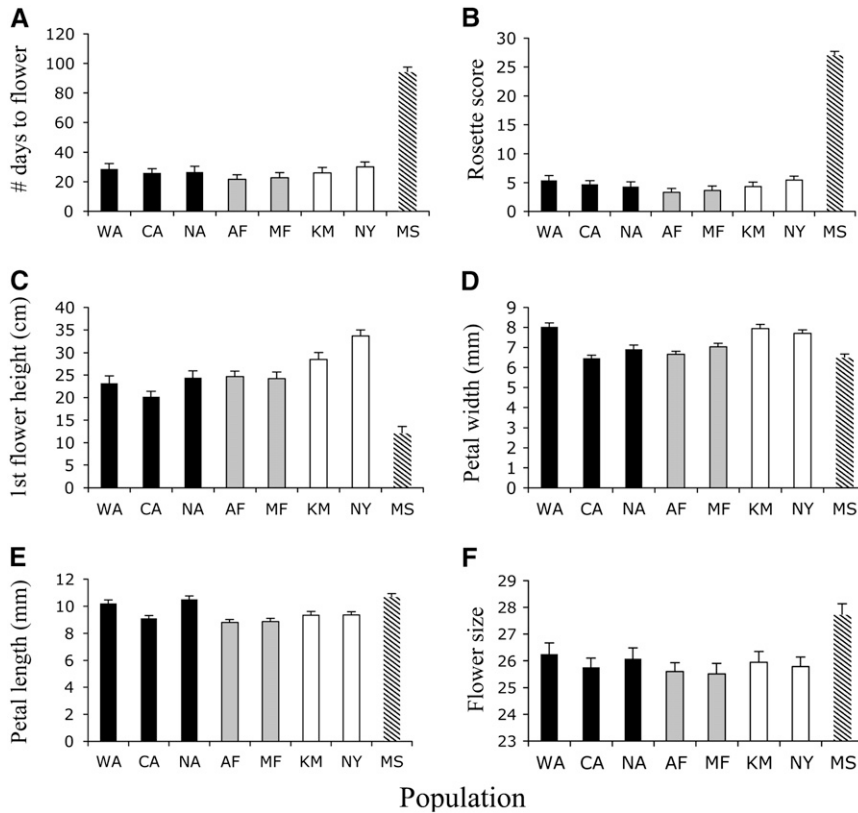 A
# days to flower
120
100
80
60
40
20
0
WA CA NA AF MF KM NY MS
B
Rosette score
30
25
20
15
10
5
0
WA CA NA AF MF KM NY MS
C
1st flower height (cm)
40
35
30
25
20
15
10
5
0
WA CA NA AF MF KM NY MS
D
Petal width (mm)
9
8
7
6
5
4
3
2
1
0
WA CA NA AF MF KM NY MS
E
Petal length (mm)
12
10
8
6
4
2
0
WA CA NA AF MF KM NY MS
F
Flower size
29
28
27
26
25
24
23
WA CA NA AF MF KM NY MS
Population